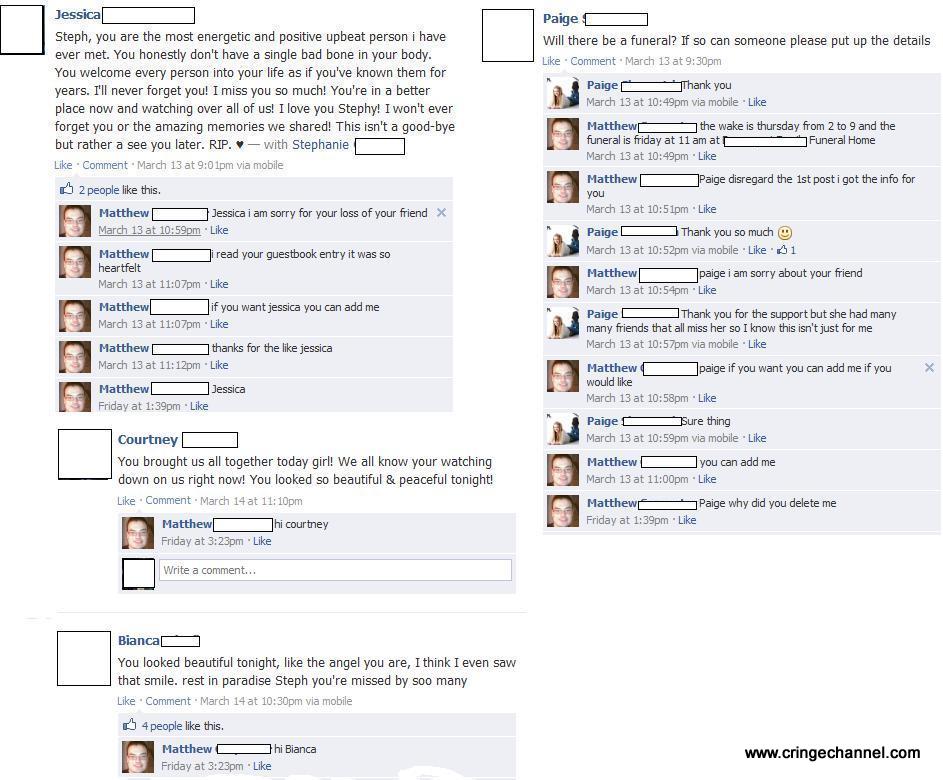 Jessica
Steph, you are the most energetic and positive upbeat person i have
ever met. You honestly don't have a single bad bone in your body.
You welcome every person into your life as if you've known them for
years. I'll never forget you! I miss you so much! You're in a better
place now and watching over all of us! I love you Stephy! I won't ever
forget you or the amazing memories we shared! This isn't a good-bye
but rather a see you later. RIP. ♥ — with Stephanie
Like · Comment · March 13 at 9:01pm via mobile
2 people like this.
Matthew Jessica i am sorry for your loss of your friend
March 13 at 10:59pm · Like
Matthew i read your guestbook entry it was so
heartfelt
March 13 at 11:07pm · Like
Matthew if you want jessica you can add me
March 13 at 11:07pm · Like
Matthew thanks for the like jessica
March 13 at 11:12pm · Like
Matthew Jessica
Friday at 1:39pm · Like
Courtney
You brought us all together today girl! We all know your watching
down on us right now! You looked so beautiful & peaceful tonight!
Like · Comment · March 14 at 11:10pm
Matthew hi courtney
Friday at 3:23pm · Like
Write a comment...
Bianca
You looked beautiful tonight, like the angel you are, I think I even saw
that smile. rest in paradise Steph you're missed by soo many
Like · Comment · March 14 at 10:30pm via mobile
4 people like this.
Matthew hi Bianca
Friday at 3:23pm · Like
Paige
Will there be a funeral? If so can someone please put up the details
Like · Comment · March 13 at 9:30pm
Paige Thank you
March 13 at 10:49pm via mobile · Like
Matthew the wake is thursday from 2 to 9 and the
funeral is friday at 11 am at Funeral Home
March 13 at 10:49pm · Like
Matthew Paige disregard the 1st post i got the info for
you
March 13 at 10:51pm · Like
Paige Thank you so much
March 13 at 10:52pm via mobile · Like · 1
Matthew paige i am sorry about your friend
March 13 at 10:54pm · Like
Paige Thank you for the support but she had many
many friends that all miss her so I know this isn't just for me
March 13 at 10:57pm via mobile · Like
Matthew paige if you want you can add me if you
would like
March 13 at 10:58pm · Like
Paige Sure thing
March 13 at 10:59pm via mobile · Like
Matthew you can add me
March 13 at 11:00pm · Like
Matthew Paige why did you delete me
Friday at 1:39pm · Like
www.cringechannel.com